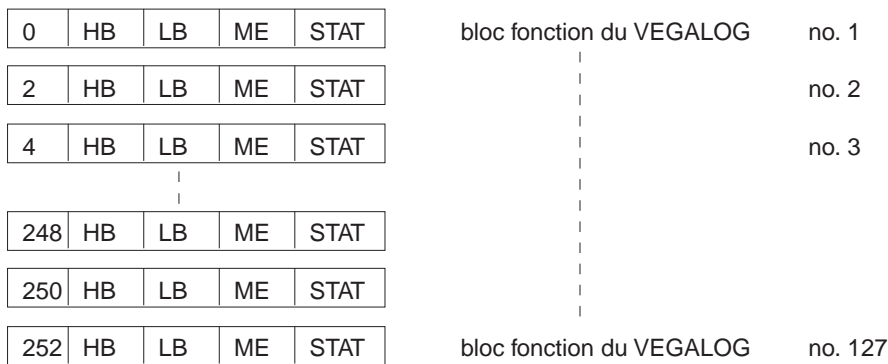 0 HB LB ME STAT bloc fonction du VEGALOG no. 1
2 HB LB ME STAT no. 2
4 HB LB ME STAT no. 3
248 HB LB ME STAT
250 HB LB ME STAT
252 HB LB ME STAT bloc fonction du VEGALOG no. 127